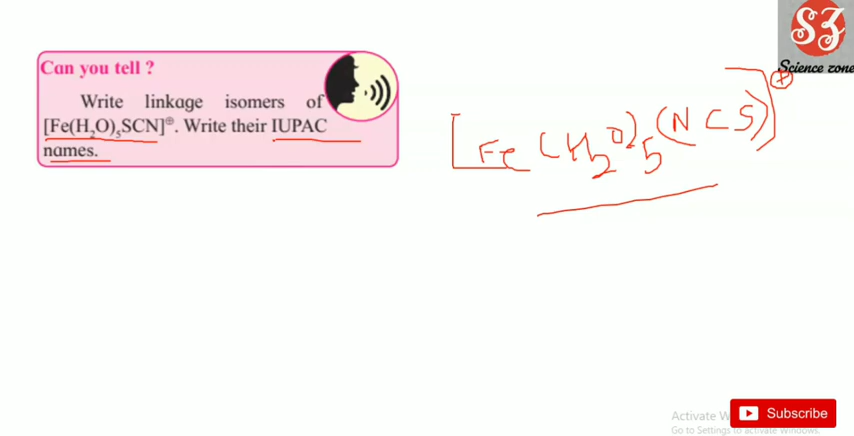 SZ
Science zone
Can you tell ?
Write linkage isomers of
[Fe(H₂O)₅SCN]⊕. Write their IUPAC
names.
[Fe(H₂O)₅(NCS)]⊕
Activate W
Subscribe
Go to Settings to activate Windows.